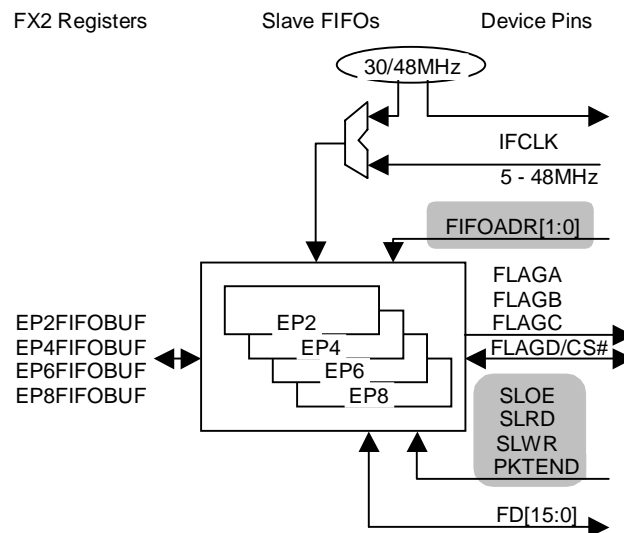 FX2 Registers Slave FIFOs Device Pins
30/48MHz
IFCLK
5 - 48MHz
FIFOADR[1:0]
FLAGA
FLAGB
FLAGC
FLAGD/CS#
EP2FIFOBUF
EP4FIFOBUF
EP6FIFOBUF
EP8FIFOBUF
EP2
EP4
EP6
EP8
SLOE
SLRD
SLWR
PKTEND
FD[15:0]